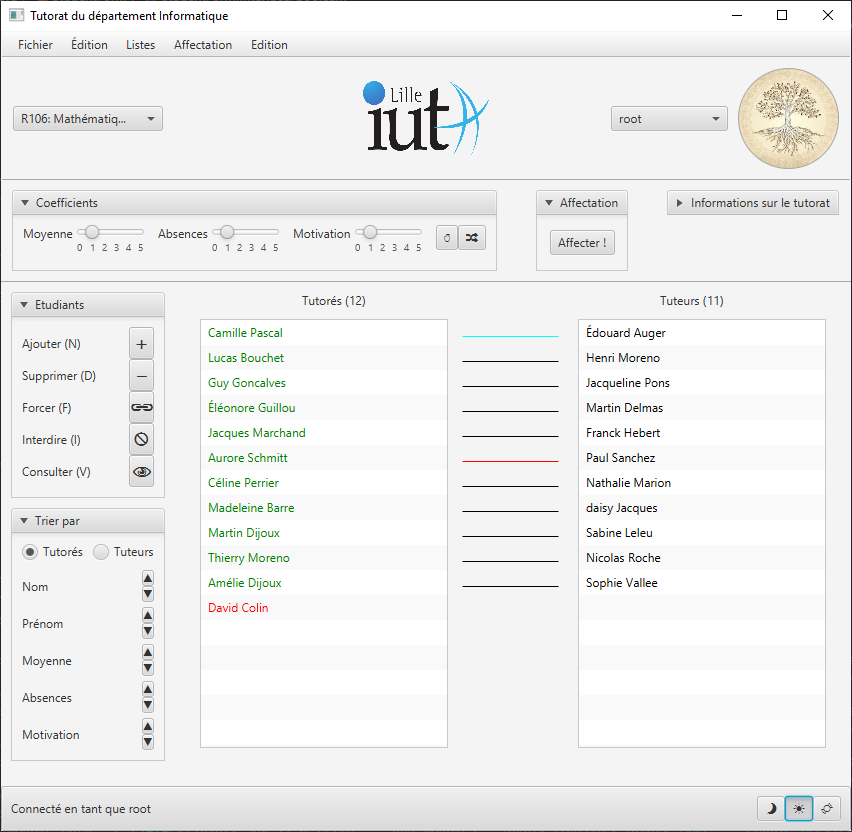 Tutorat du département Informatique
Fichier Édition Listes Affectation Edition
R106: Mathématiq...
Lille
iut
root
Coefficients
Affectation
Informations sur le tutorat
Moyenne
0 1 2 3 4 5
Absences
0 1 2 3 4 5
Motivation
0 1 2 3 4 5
Affecter !
Etudiants
Ajouter (N)
Supprimer (D)
Forcer (F)
Interdire (I)
Consulter (V)
Trier par
Tutorés Tuteurs
Nom
Prénom
Moyenne
Absences
Motivation
Tutorés (12)
Camille Pascal
Lucas Bouchet
Guy Goncalves
Éléonore Guillou
Jacques Marchand
Aurore Schmitt
Céline Perrier
Madeleine Barre
Martin Dijoux
Thierry Moreno
Amélie Dijoux
David Colin
Tuteurs (11)
Édouard Auger
Henri Moreno
Jacqueline Pons
Martin Delmas
Franck Hebert
Paul Sanchez
Nathalie Marion
daisy Jacques
Sabine Leleu
Nicolas Roche
Sophie Vallee
Connecté en tant que root